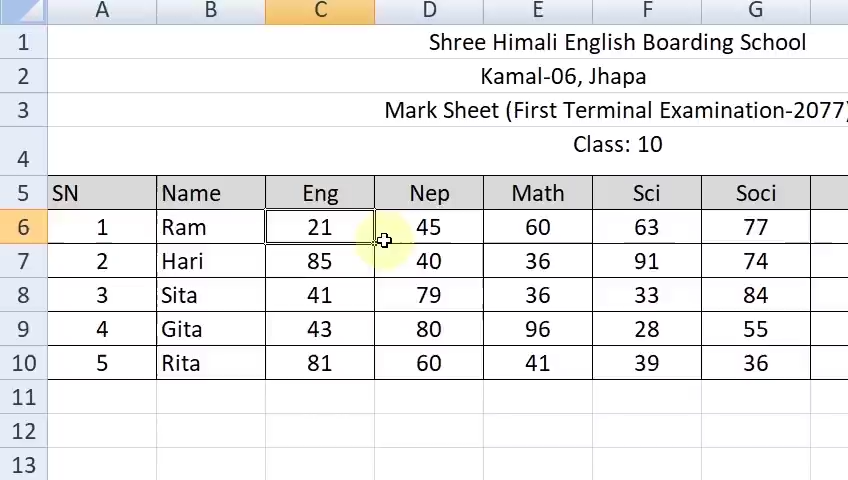 A B C D E F G
1 Shree Himali English Boarding School
2 Kamal-06, Jhapa
3 Mark Sheet (First Terminal Examination-2077)
4 Class: 10
5 SN Name Eng Nep Math Sci Soci
6 1 Ram 21 45 60 63 77
7 2 Hari 85 40 36 91 74
8 3 Sita 41 79 36 33 84
9 4 Gita 43 80 96 28 55
10 5 Rita 81 60 41 39 36
11
12
13